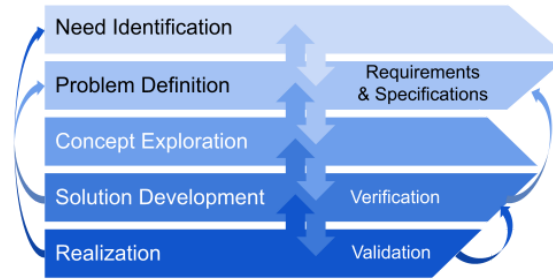 Need Identification
Problem Definition
Requirements
& Specifications
Concept Exploration
Solution Development
Verification
Realization
Validation